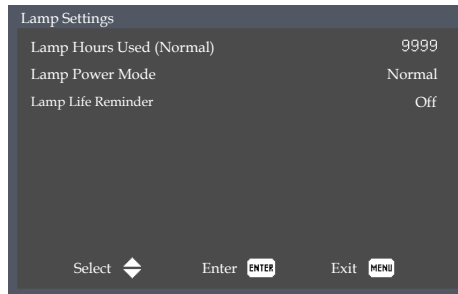 Lamp Settings
Lamp Hours Used (Normal) 9999
Lamp Power Mode Normal
Lamp Life Reminder Off
Select Enter ENTER Exit MENU